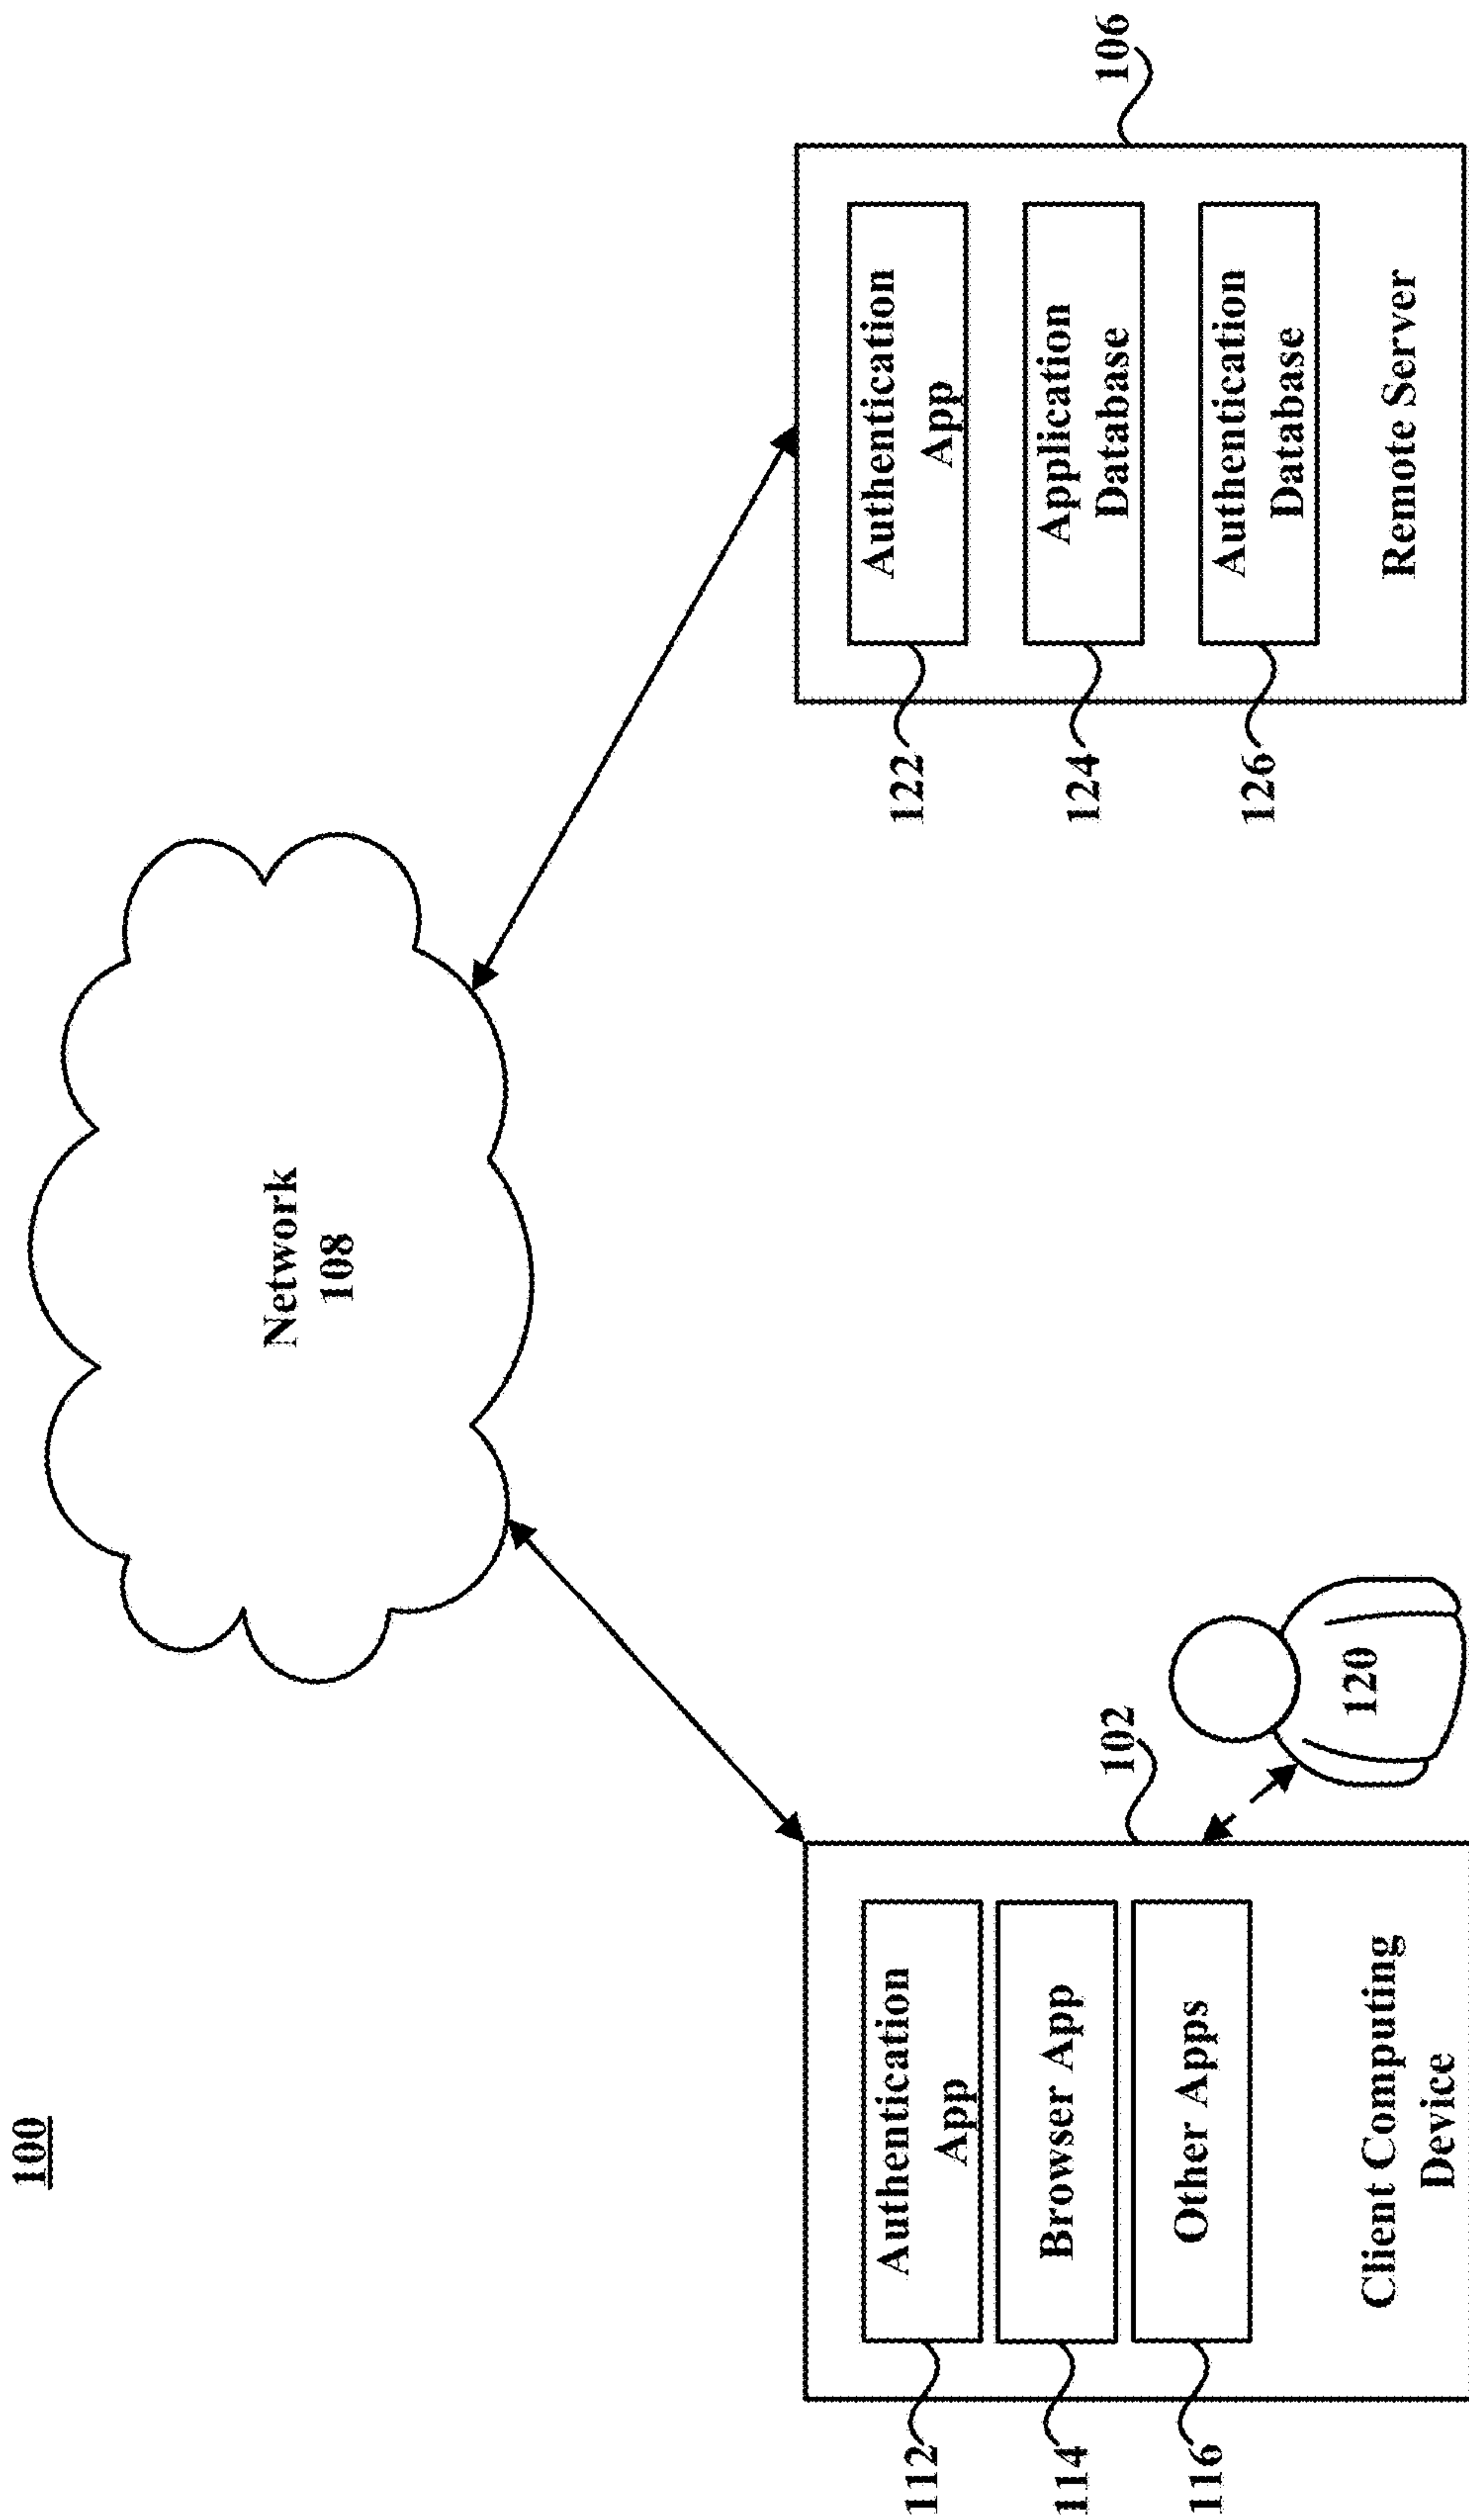 100
Network
108
102
106
112
Authentication
App
114
Browser App
116
Other Apps
Client Computing
Device
120
122
Authentication
App
124
Application
Database
126
Authentication
Database
Remote Server